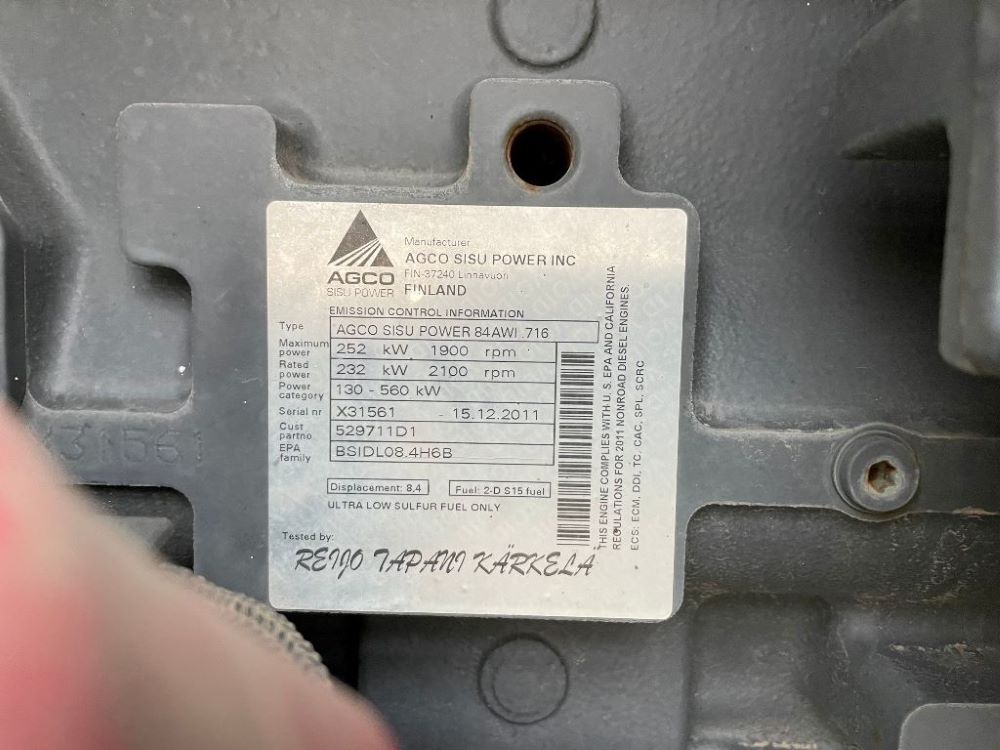 AGCO
SISU POWER
Manufacturer
AGCO SISU POWER INC
FIN-37240 Linnavuori
FINLAND
EMISSION CONTROL INFORMATION
Type AGCO SISU POWER 84AWI .716
Maximum power 252 kW 1900 rpm
Rated power 232 kW 2100 rpm
Power category 130 - 560 kW
Serial nr X31561 - 15.12.2011
Cust partno 529711D1
EPA family BSIDL08.4H6B
Displacement: 8,4 Fuel: 2-D S15 fuel
ULTRA LOW SULFUR FUEL ONLY
Tested by:
REIJO TAPANI KÄRKELÄ
THIS ENGINE COMPLIES WITH U. S. EPA AND CALIFORNIA
REGULATIONS FOR 2011 NONROAD DIESEL ENGINES.
ECS: ECM, DDI, TC, CAC, SPL, SCRC
X31561